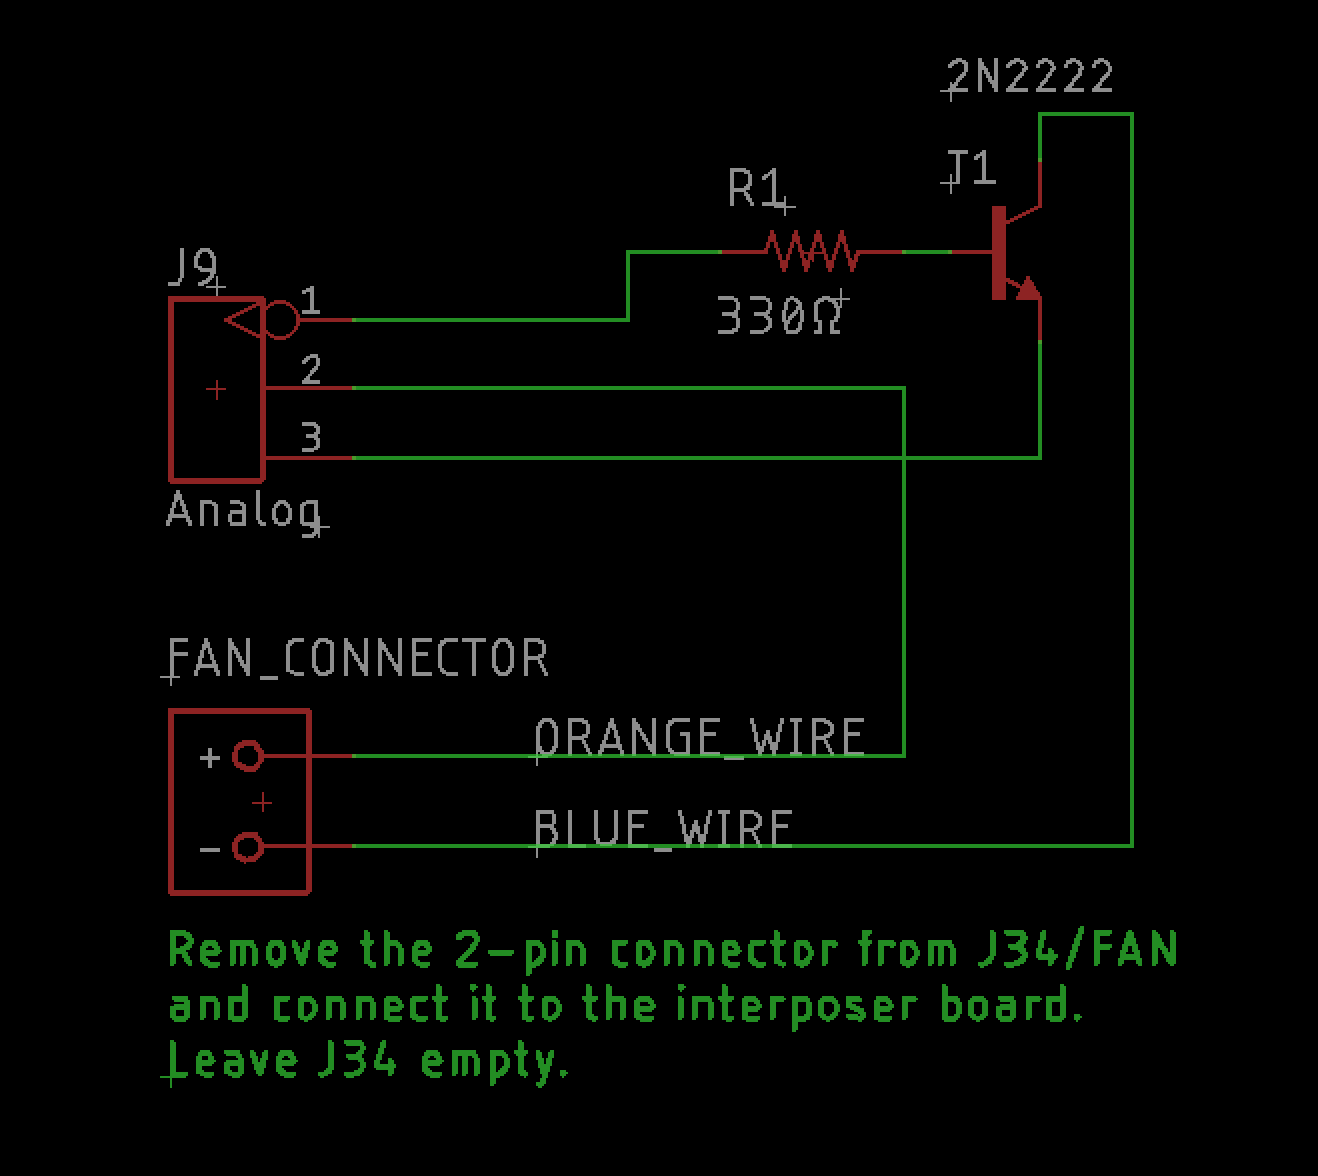 2N2222
T1
R1
330Ω
J9
1
2
3
Analog
FAN_CONNECTOR
+
ORANGE_WIRE
-
BLUE_WIRE
Remove the 2-pin connector from J34/FAN
and connect it to the interposer board.
Leave J34 empty.